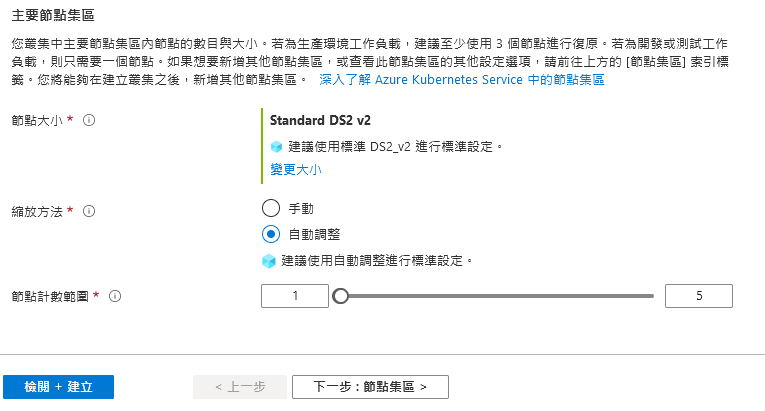 主要節點集區
您叢集中主要節點集區內節點的數目與大小。若為生產環境工作負載，建議至少使用 3 個節點進行復原。若為開發或測試工作
負載，則只需要一個節點。如果想要新增其他節點集區，或查看此節點集區的其他設定選項，請前往上方的 [節點集區] 索引標
籤。您將能夠在建立叢集之後，新增其他節點集區。 深入了解 Azure Kubernetes Service 中的節點集區
節點大小 *
Standard DS2 v2
建議使用標準 DS2_v2 進行標準設定。
變更大小
縮放方法 *
手動
自動調整
建議使用自動調整進行標準設定。
節點計數範圍 *
1
5
檢閱 + 建立
< 上一步
下一步 : 節點集區 >